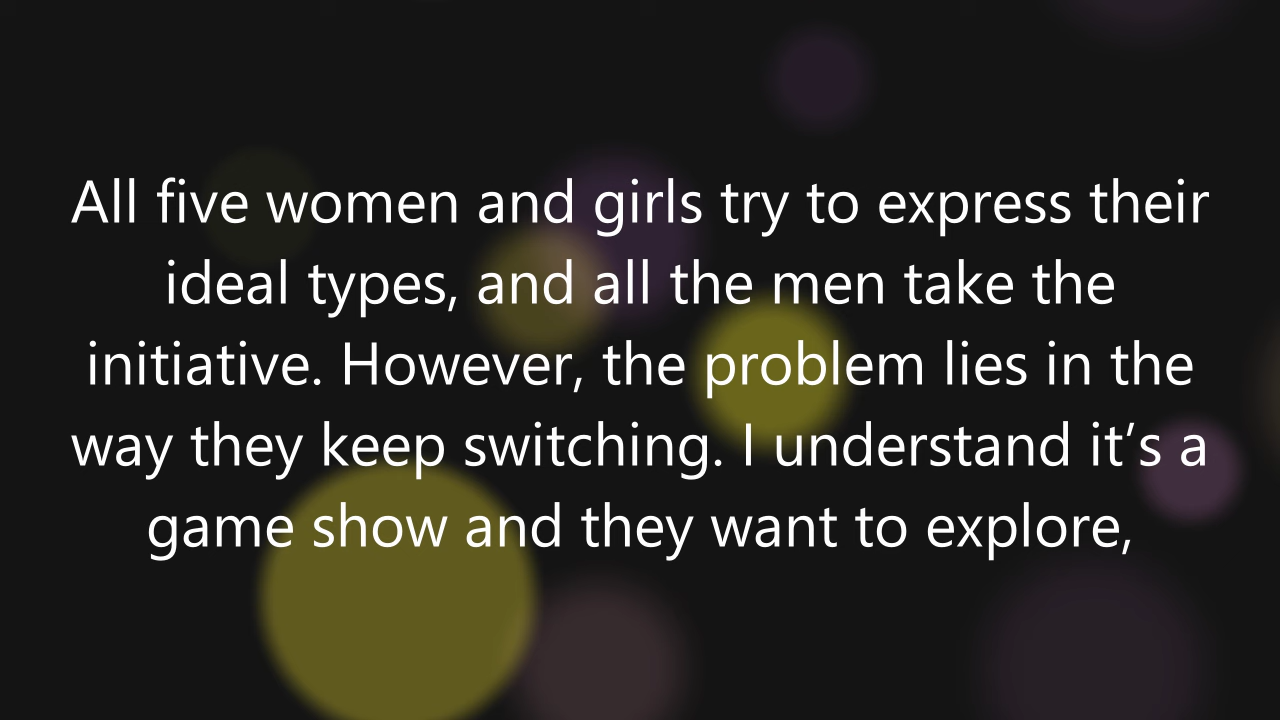 All five women and girls try to express their
ideal types, and all the men take the
initiative. However, the problem lies in the
way they keep switching. I understand it’s a
game show and they want to explore,